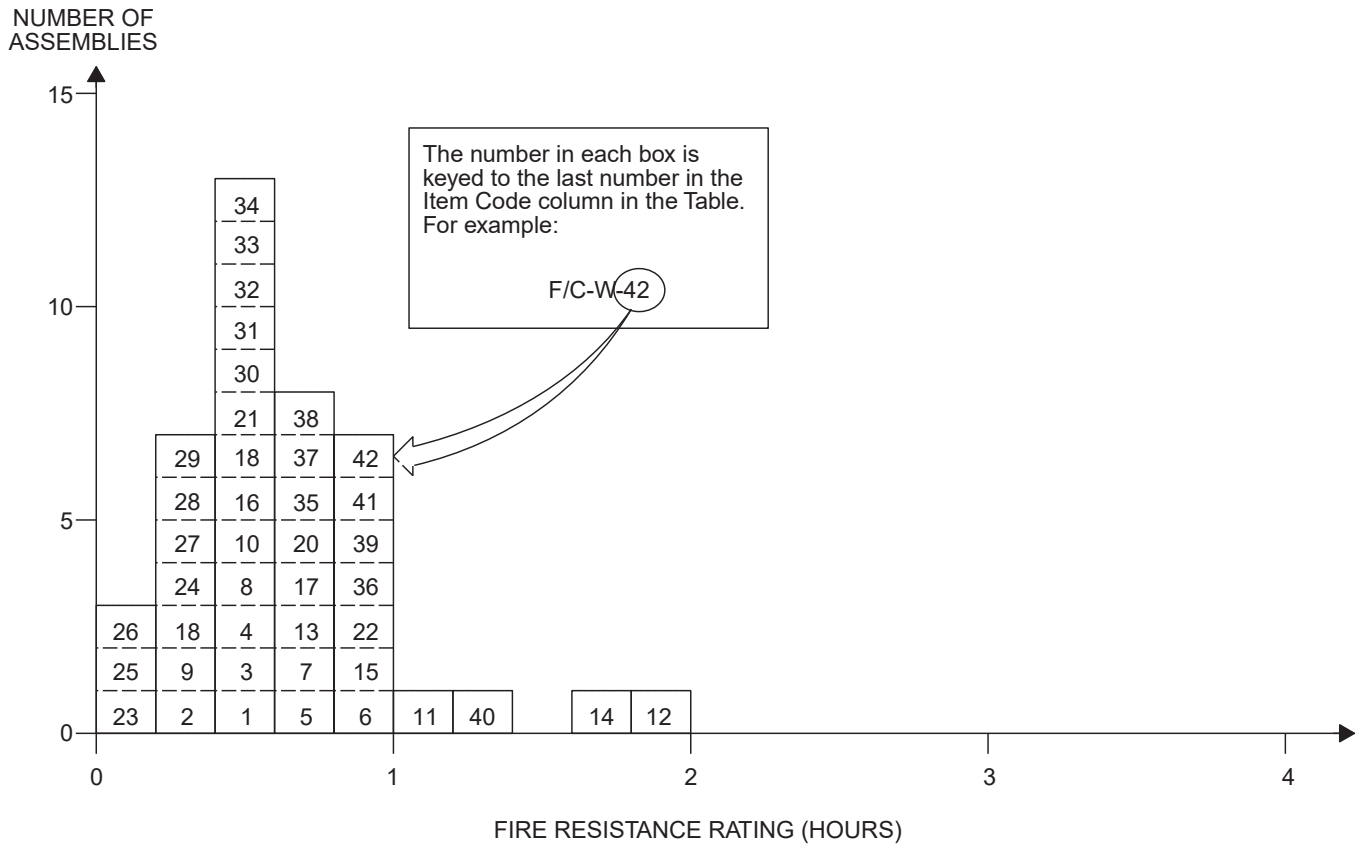 NUMBER OF
ASSEMBLIES
15
The number in each box is
keyed to the last number in the
Item Code column in the Table.
For example:
F/C-W-42
34
33
32
31
10
30
21 38
29 18 37 42
28 16 35 41
5
27 10 20 39
24 8 17 36
26 18 4 13 22
25 9 3 7 15
23 2 1 5 6 11 40 14 12
0
0 1 2 3 4
FIRE RESISTANCE RATING (HOURS)